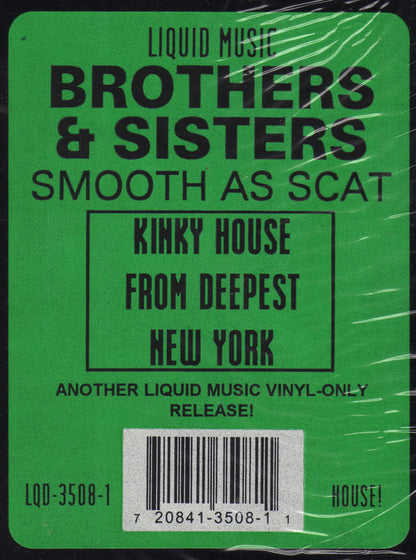 LIQUID MUSIC
BROTHERS
& SISTERS
SMOOTH AS SCAT
KINKY HOUSE
FROM DEEPEST
NEW YORK
ANOTHER LIQUID MUSIC VINYL-ONLY
RELEASE!
LQD-3508-1
HOUSE!
7 20841-3508-1 1